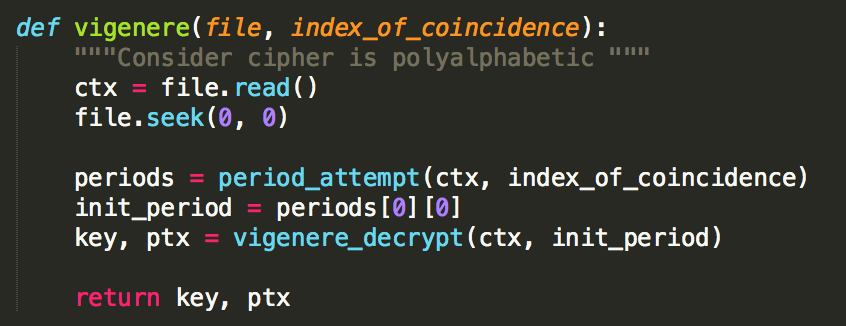 def vigenere(file, index_of_coincidence):
    """Consider cipher is polyalphabetic """
    ctx = file.read()
    file.seek(0, 0)

    periods = period_attempt(ctx, index_of_coincidence)
    init_period = periods[0][0]
    key, ptx = vigenere_decrypt(ctx, init_period)

    return key, ptx